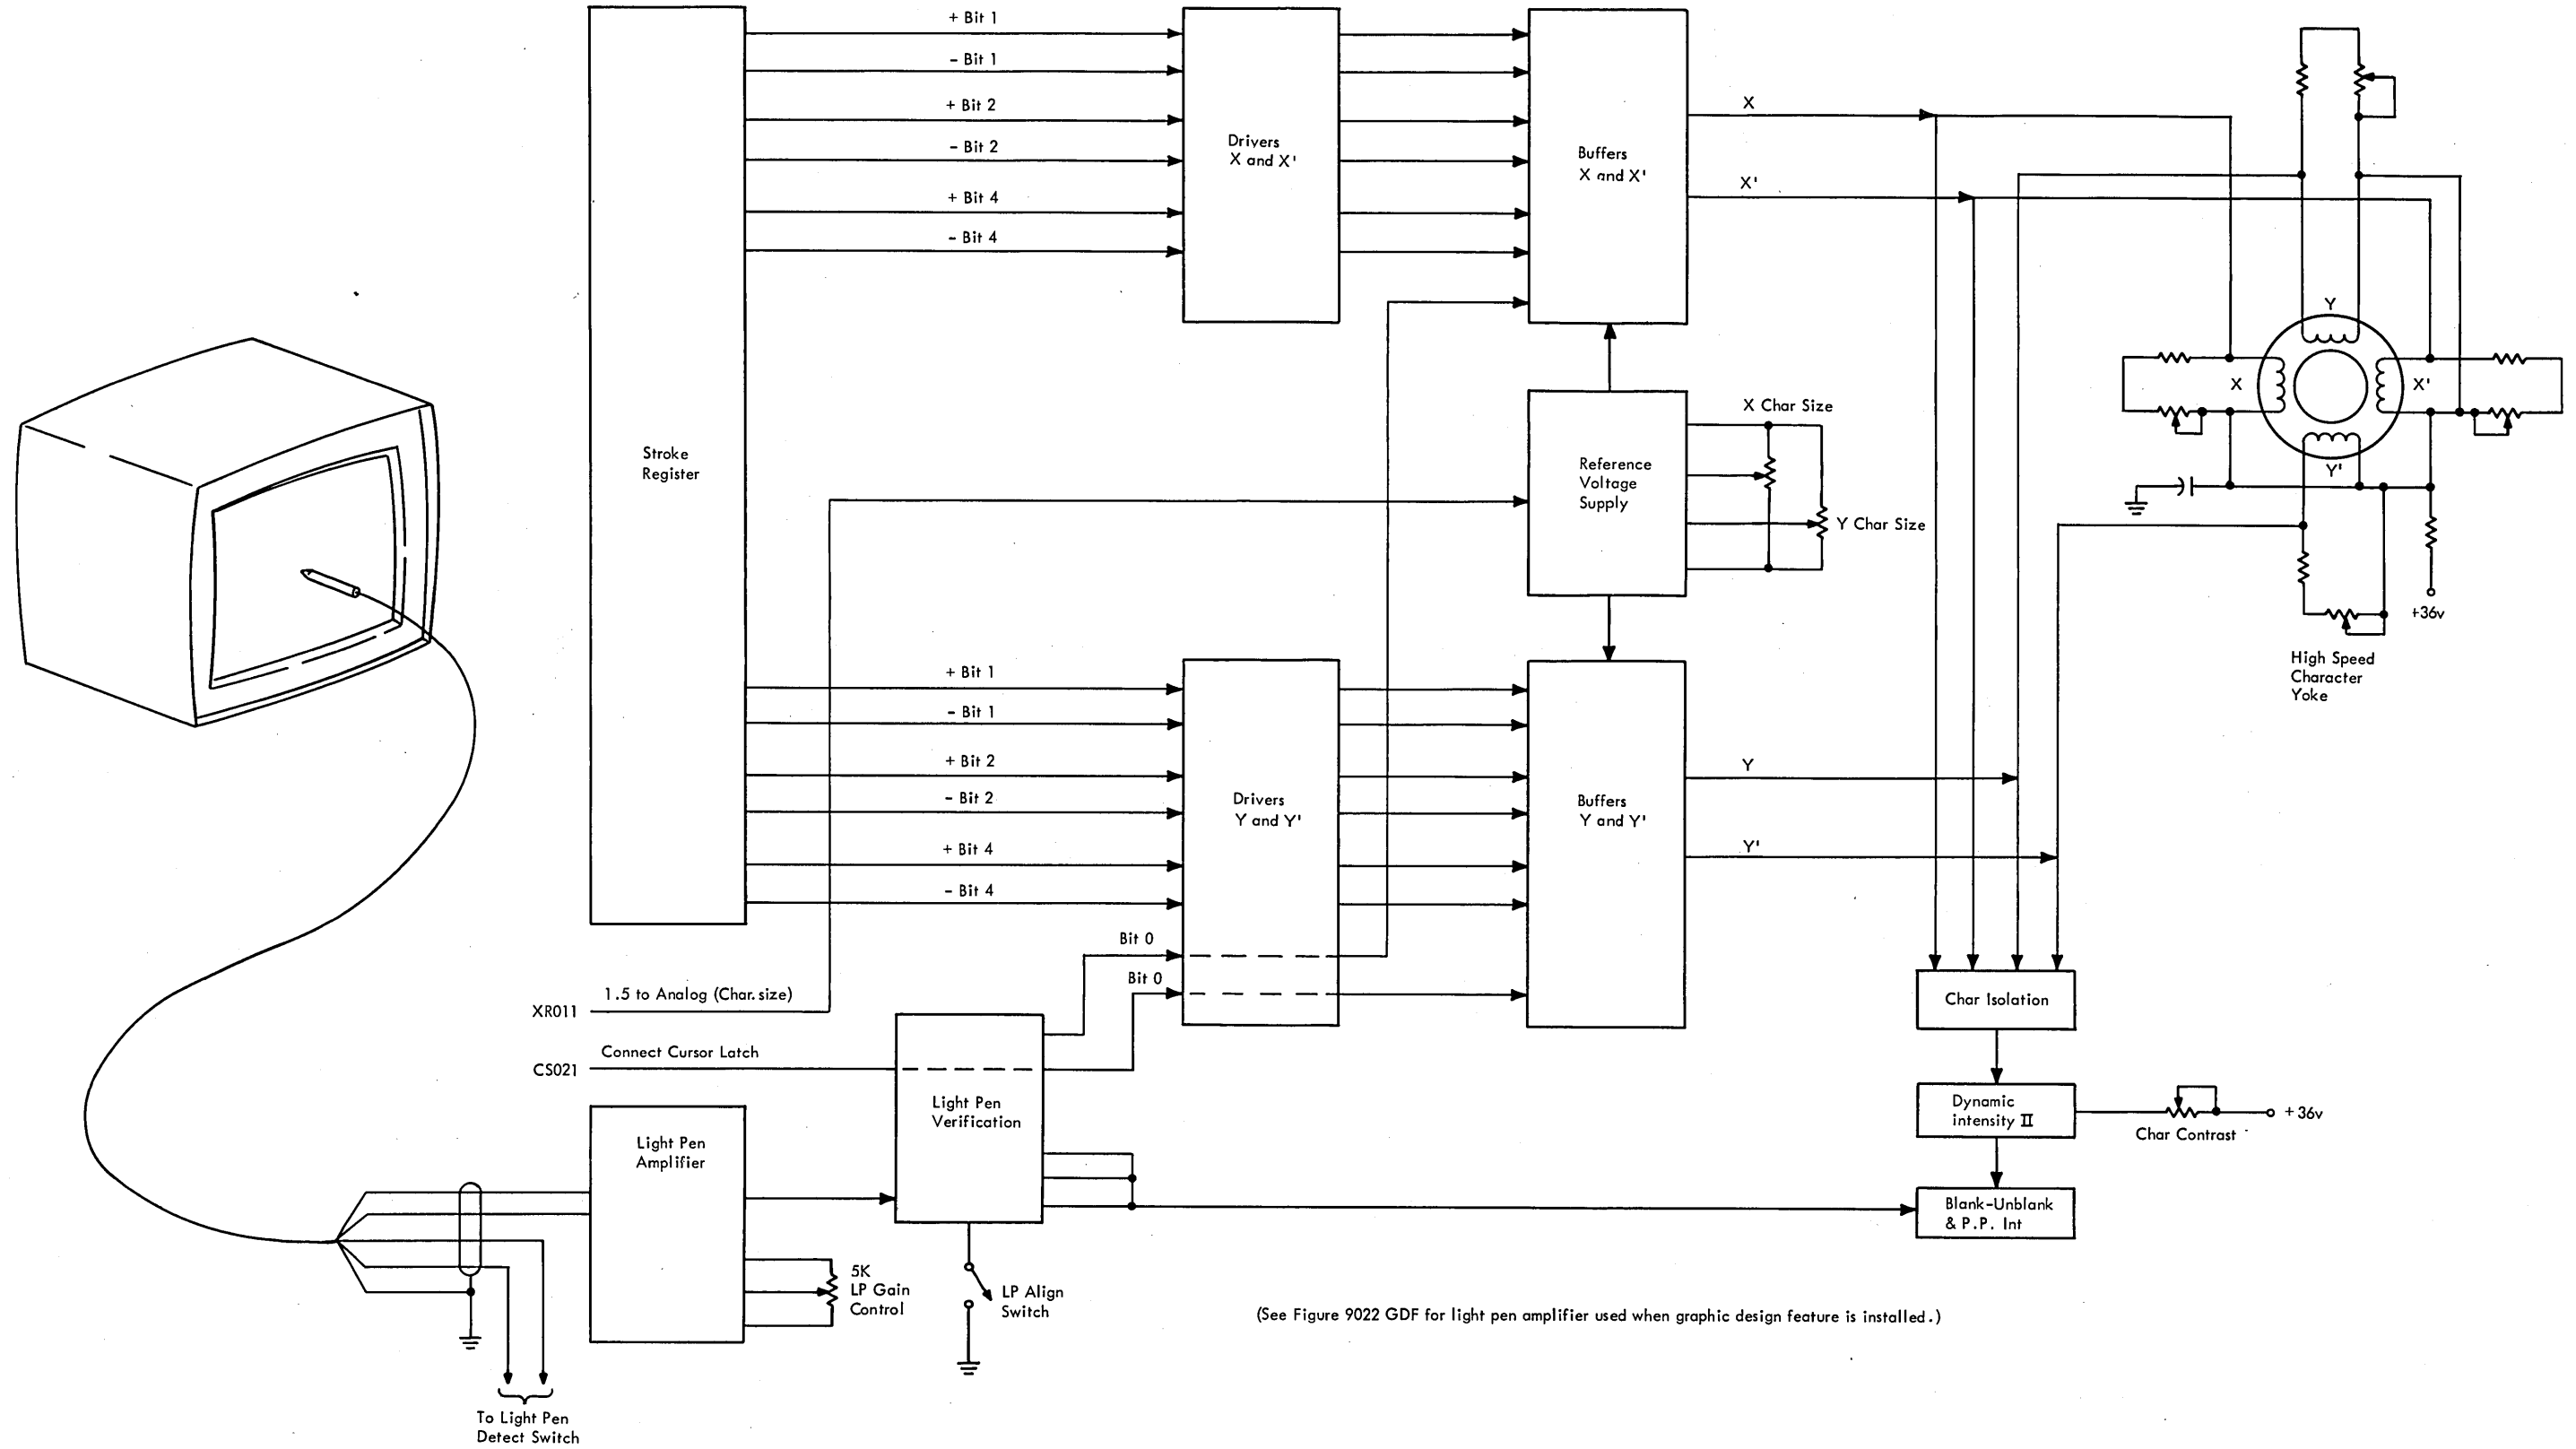 + Bit 1
- Bit 1
+ Bit 2
- Bit 2
+ Bit 4
- Bit 4
Drivers
X and X'
Buffers
X and X'
X
X'
Stroke
Register
Reference
Voltage
Supply
X Char Size
Y Char Size
Y
X
X'
Y'
+36v
High Speed
Character
Yoke
+ Bit 1
- Bit 1
+ Bit 2
- Bit 2
+ Bit 4
- Bit 4
Bit 0
Bit 0
Drivers
Y and Y'
Buffers
Y and Y'
Y
Y'
XR011
1.5 to Analog (Char. size)
CS021
Connect Cursor Latch
Light Pen
Verification
Light Pen
Amplifier
5K
LP Gain
Control
LP Align
Switch
Char Isolation
Dynamic
intensity II
Char Contrast
+36v
Blank-Unblank
& P.P. Int
(See Figure 9022 GDF for light pen amplifier used when graphic design feature is installed.)
To Light Pen
Detect Switch